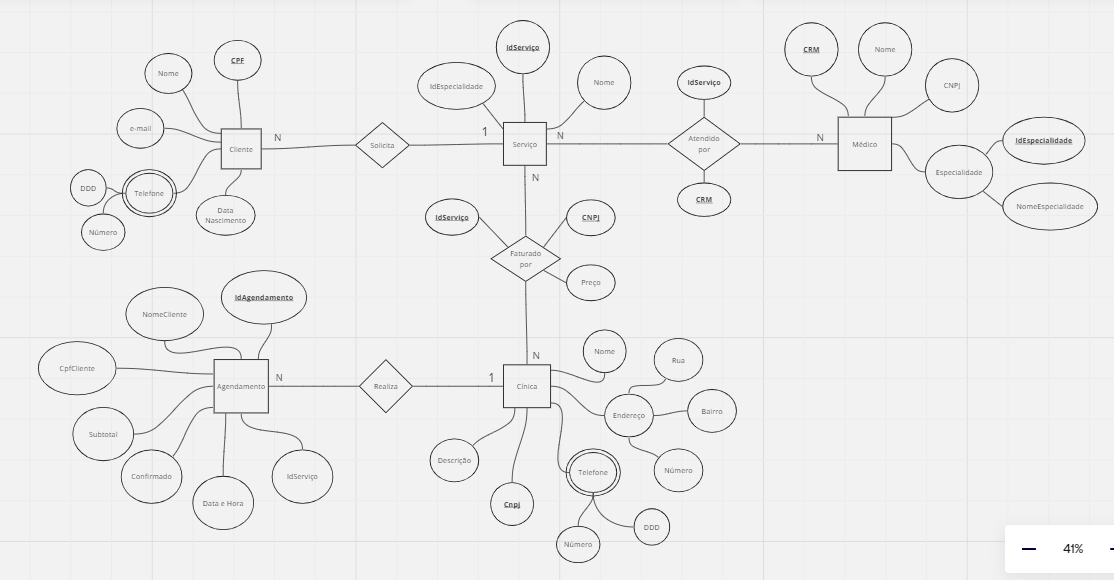 IdServiço
CPF
Nome
IdEspecialidade
Nome
e-mail
Cliente
N
Telefone
DDD
Número
Data
Nascimento
Solicita
1
Serviço
N
N
IdServiço
Atendido
por
CRM
N
CRM
Nome
CNPJ
Médico
Especialidade
IdEspecialidade
NomeEspecialidade
IdServiço
CNPJ
Faturado
por
Preço
N
IdAgendamento
NomeCliente
CpfCliente
Agendamento
N
Subtotal
Confirmado
Data e Hora
IdServiço
Realiza
1
Cínica
Nome
Rua
Endereço
Bairro
Número
Descrição
Cnpj
Telefone
Número
DDD
41%